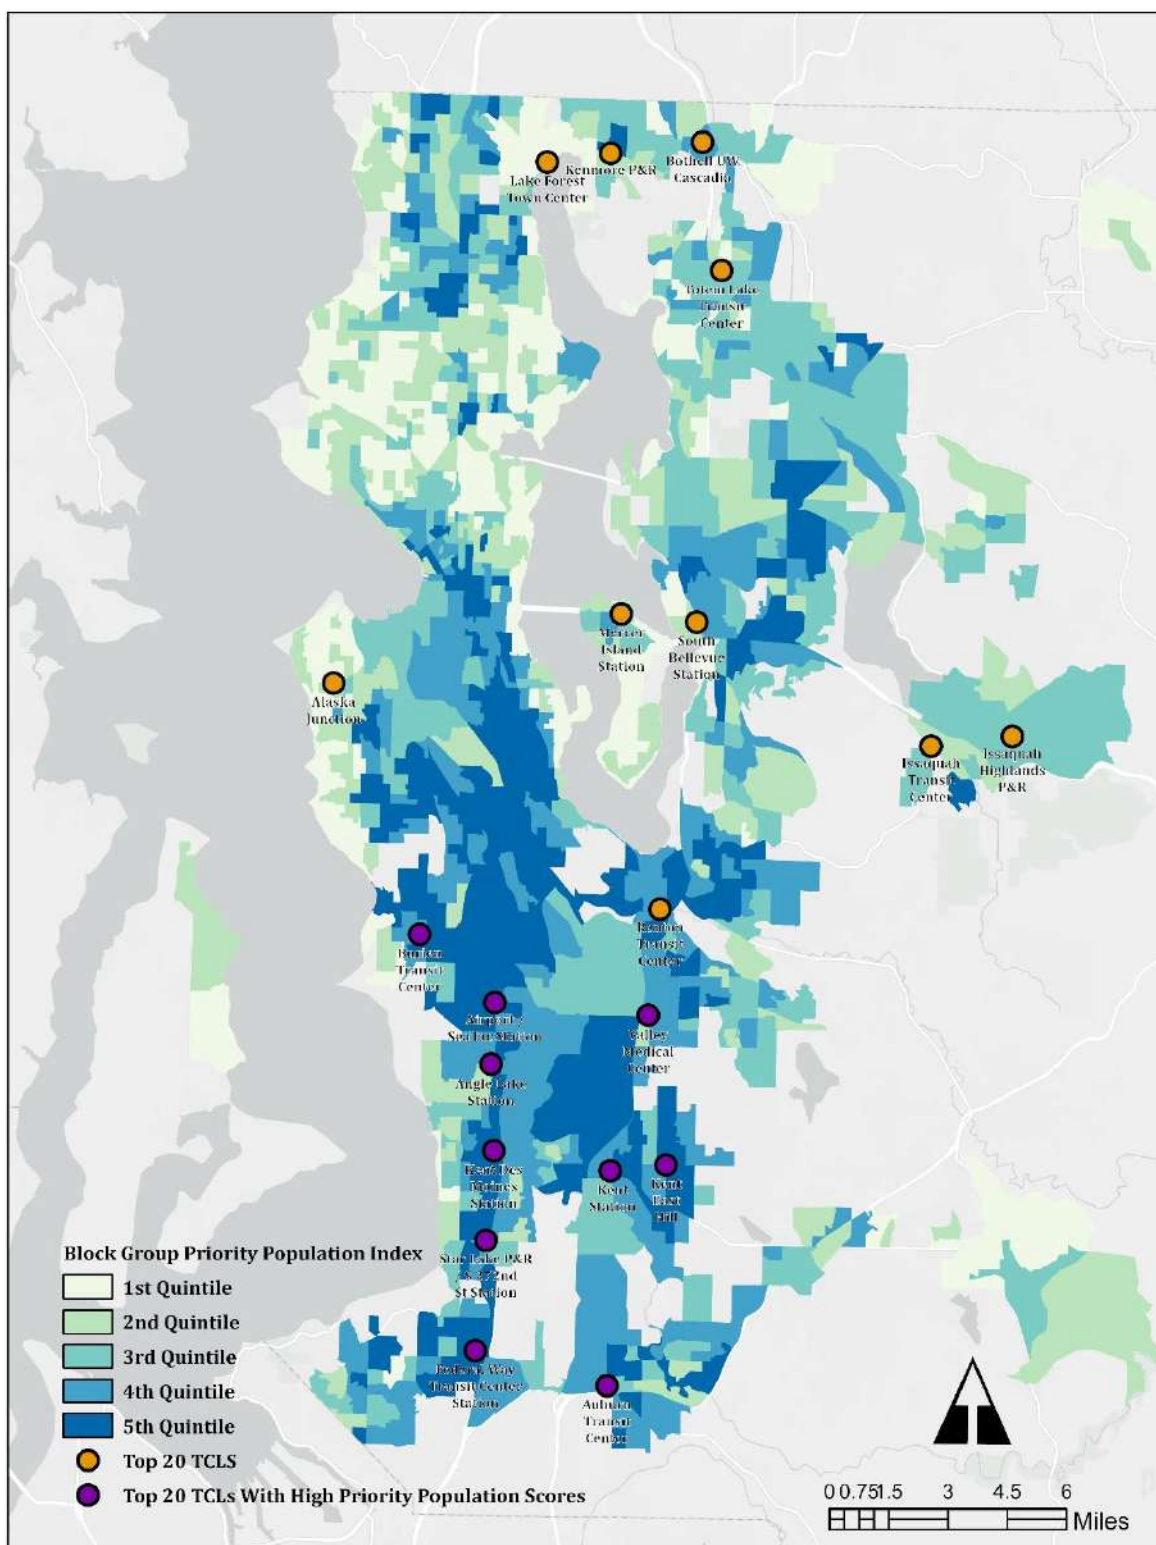 Lake Forest
Town Center
Kenmore P&R
Bothell UW
Cascadia
Totem Lake
Transit
Center
Mercer
Island
Station
South
Bellevue
Station
Alaska
Junction
Issaquah
Transit
Center
Issaquah
Highlands
P&R
Renton
Transit
Center
Burien
Transit
Center
Airport /
SeaTac Station
Valley
Medical
Center
Angle Lake
Station
Kent Des
Moines
Station
Kent
Station
Kent
East
Hill
Star Lake P&R
/ S 272nd
St Station
Federal Way
Transit Center
Station
Auburn
Transit
Center
Block Group Priority Population Index
1st Quintile
2nd Quintile
3rd Quintile
4th Quintile
5th Quintile
Top 20 TCLS
Top 20 TCLs With High Priority Population Scores
0 0.75 1.5 3 4.5 6
Miles